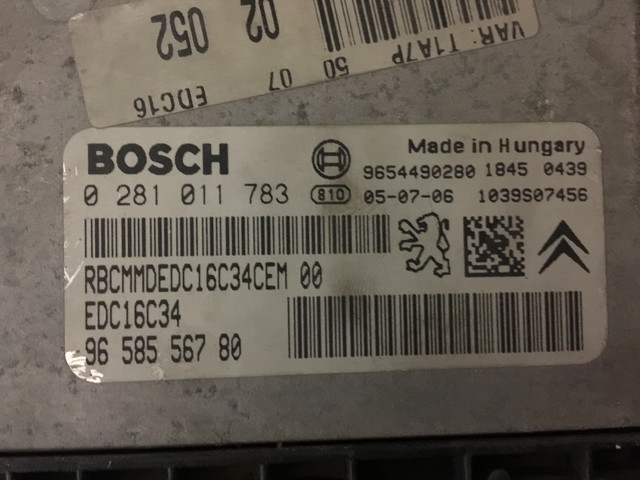 VAR: T1A7P
50 07 02 052
EDC16
BOSCH
Made in Hungary
9654490280 1845 0439
0 281 011 783 810 05-07-06 1039S07456
RBCMMDEDC16C34CEM 00
EDC16C34
96 585 567 80